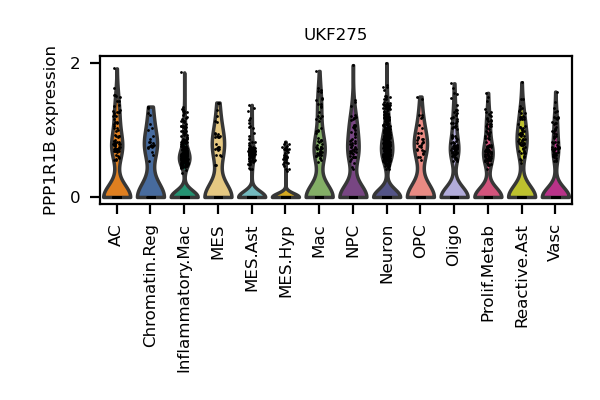 UKF275
PPP1R1B expression
2
0
AC
Chromatin.Reg
Inflammatory.Mac
MES
MES.Ast
MES.Hyp
Mac
NPC
Neuron
OPC
Oligo
Prolif.Metab
Reactive.Ast
Vasc